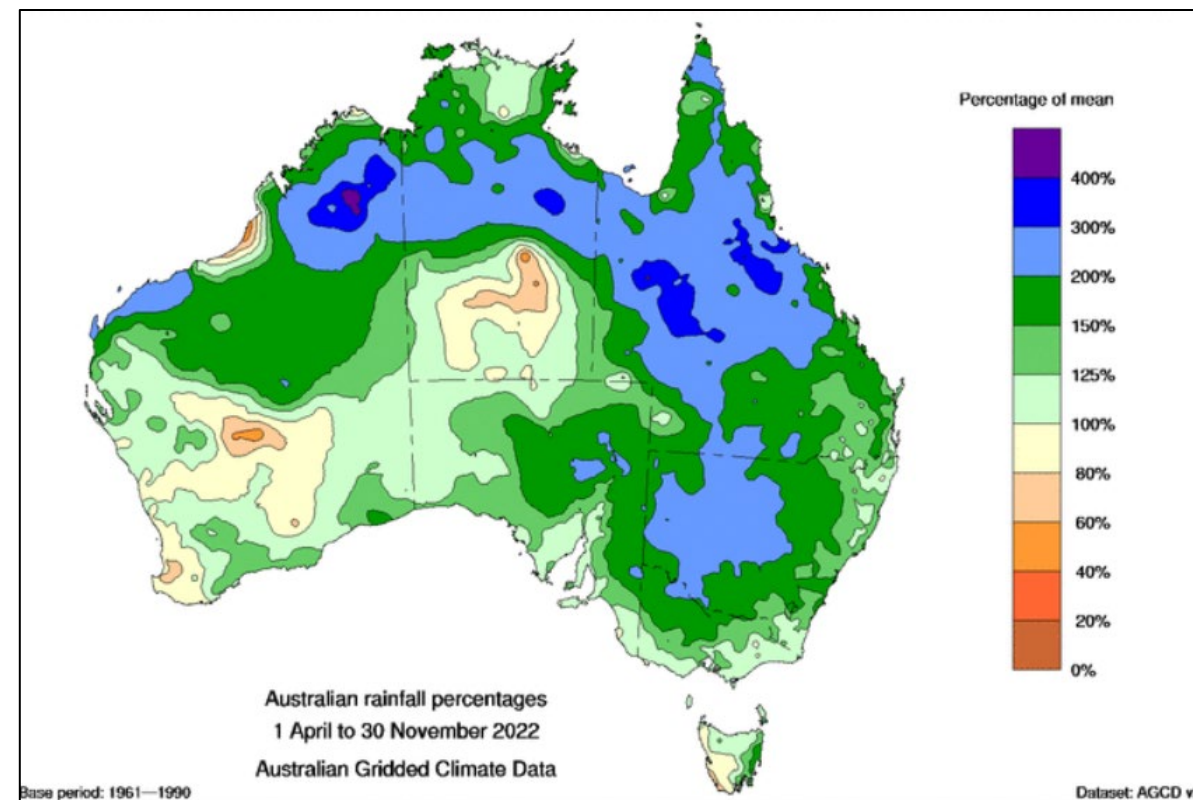 Percentage of mean
400%
300%
200%
150%
125%
100%
80%
60%
40%
20%
0%
Australian rainfall percentages
1 April to 30 November 2022
Australian Gridded Climate Data
Base period: 1961—1990
Dataset: AGCD v